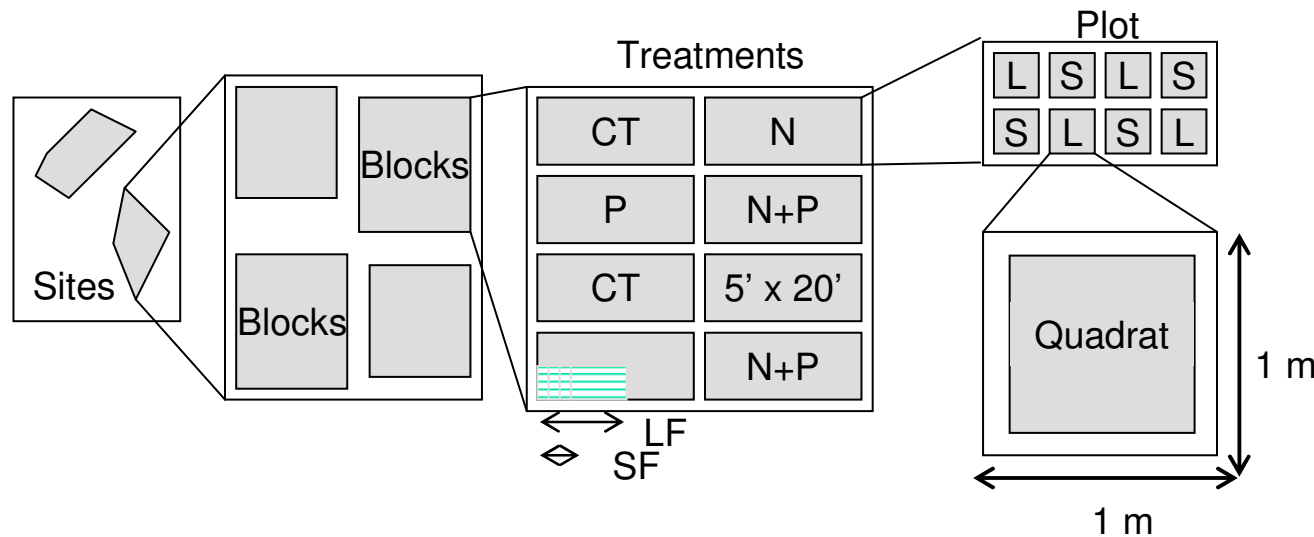 Sites
Blocks
Blocks
Treatments
CT N
P N+P
CT 5’ x 20’
N+P
LF
SF
Plot
L S L S
S L S L
Quadrat
1 m
1 m